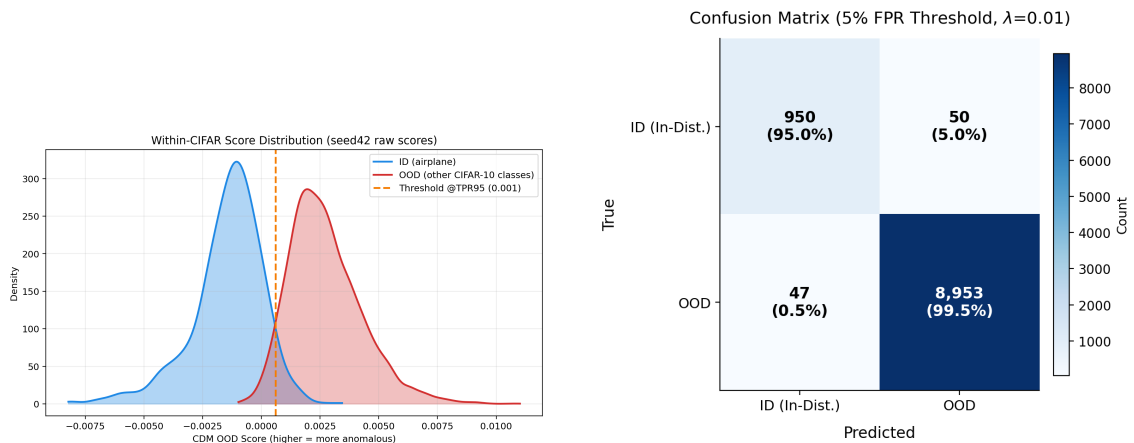 Within-CIFAR Score Distribution (seed42 raw scores)
ID (airplane)
OOD (other CIFAR-10 classes)
Threshold @TPR95 (0.001)
Density
300
250
200
150
100
50
0
−0.0075
−0.0050
−0.0025
0.0000
0.0025
0.0050
0.0075
0.0100
CDM OOD Score (higher = more anomalous)
Confusion Matrix (5% FPR Threshold, λ=0.01)
True
ID (In-Dist.)
OOD
950
(95.0%)
50
(5.0%)
47
(0.5%)
8,953
(99.5%)
ID (In-Dist.)
OOD
Predicted
8000
7000
6000
5000
4000
3000
2000
1000
Count